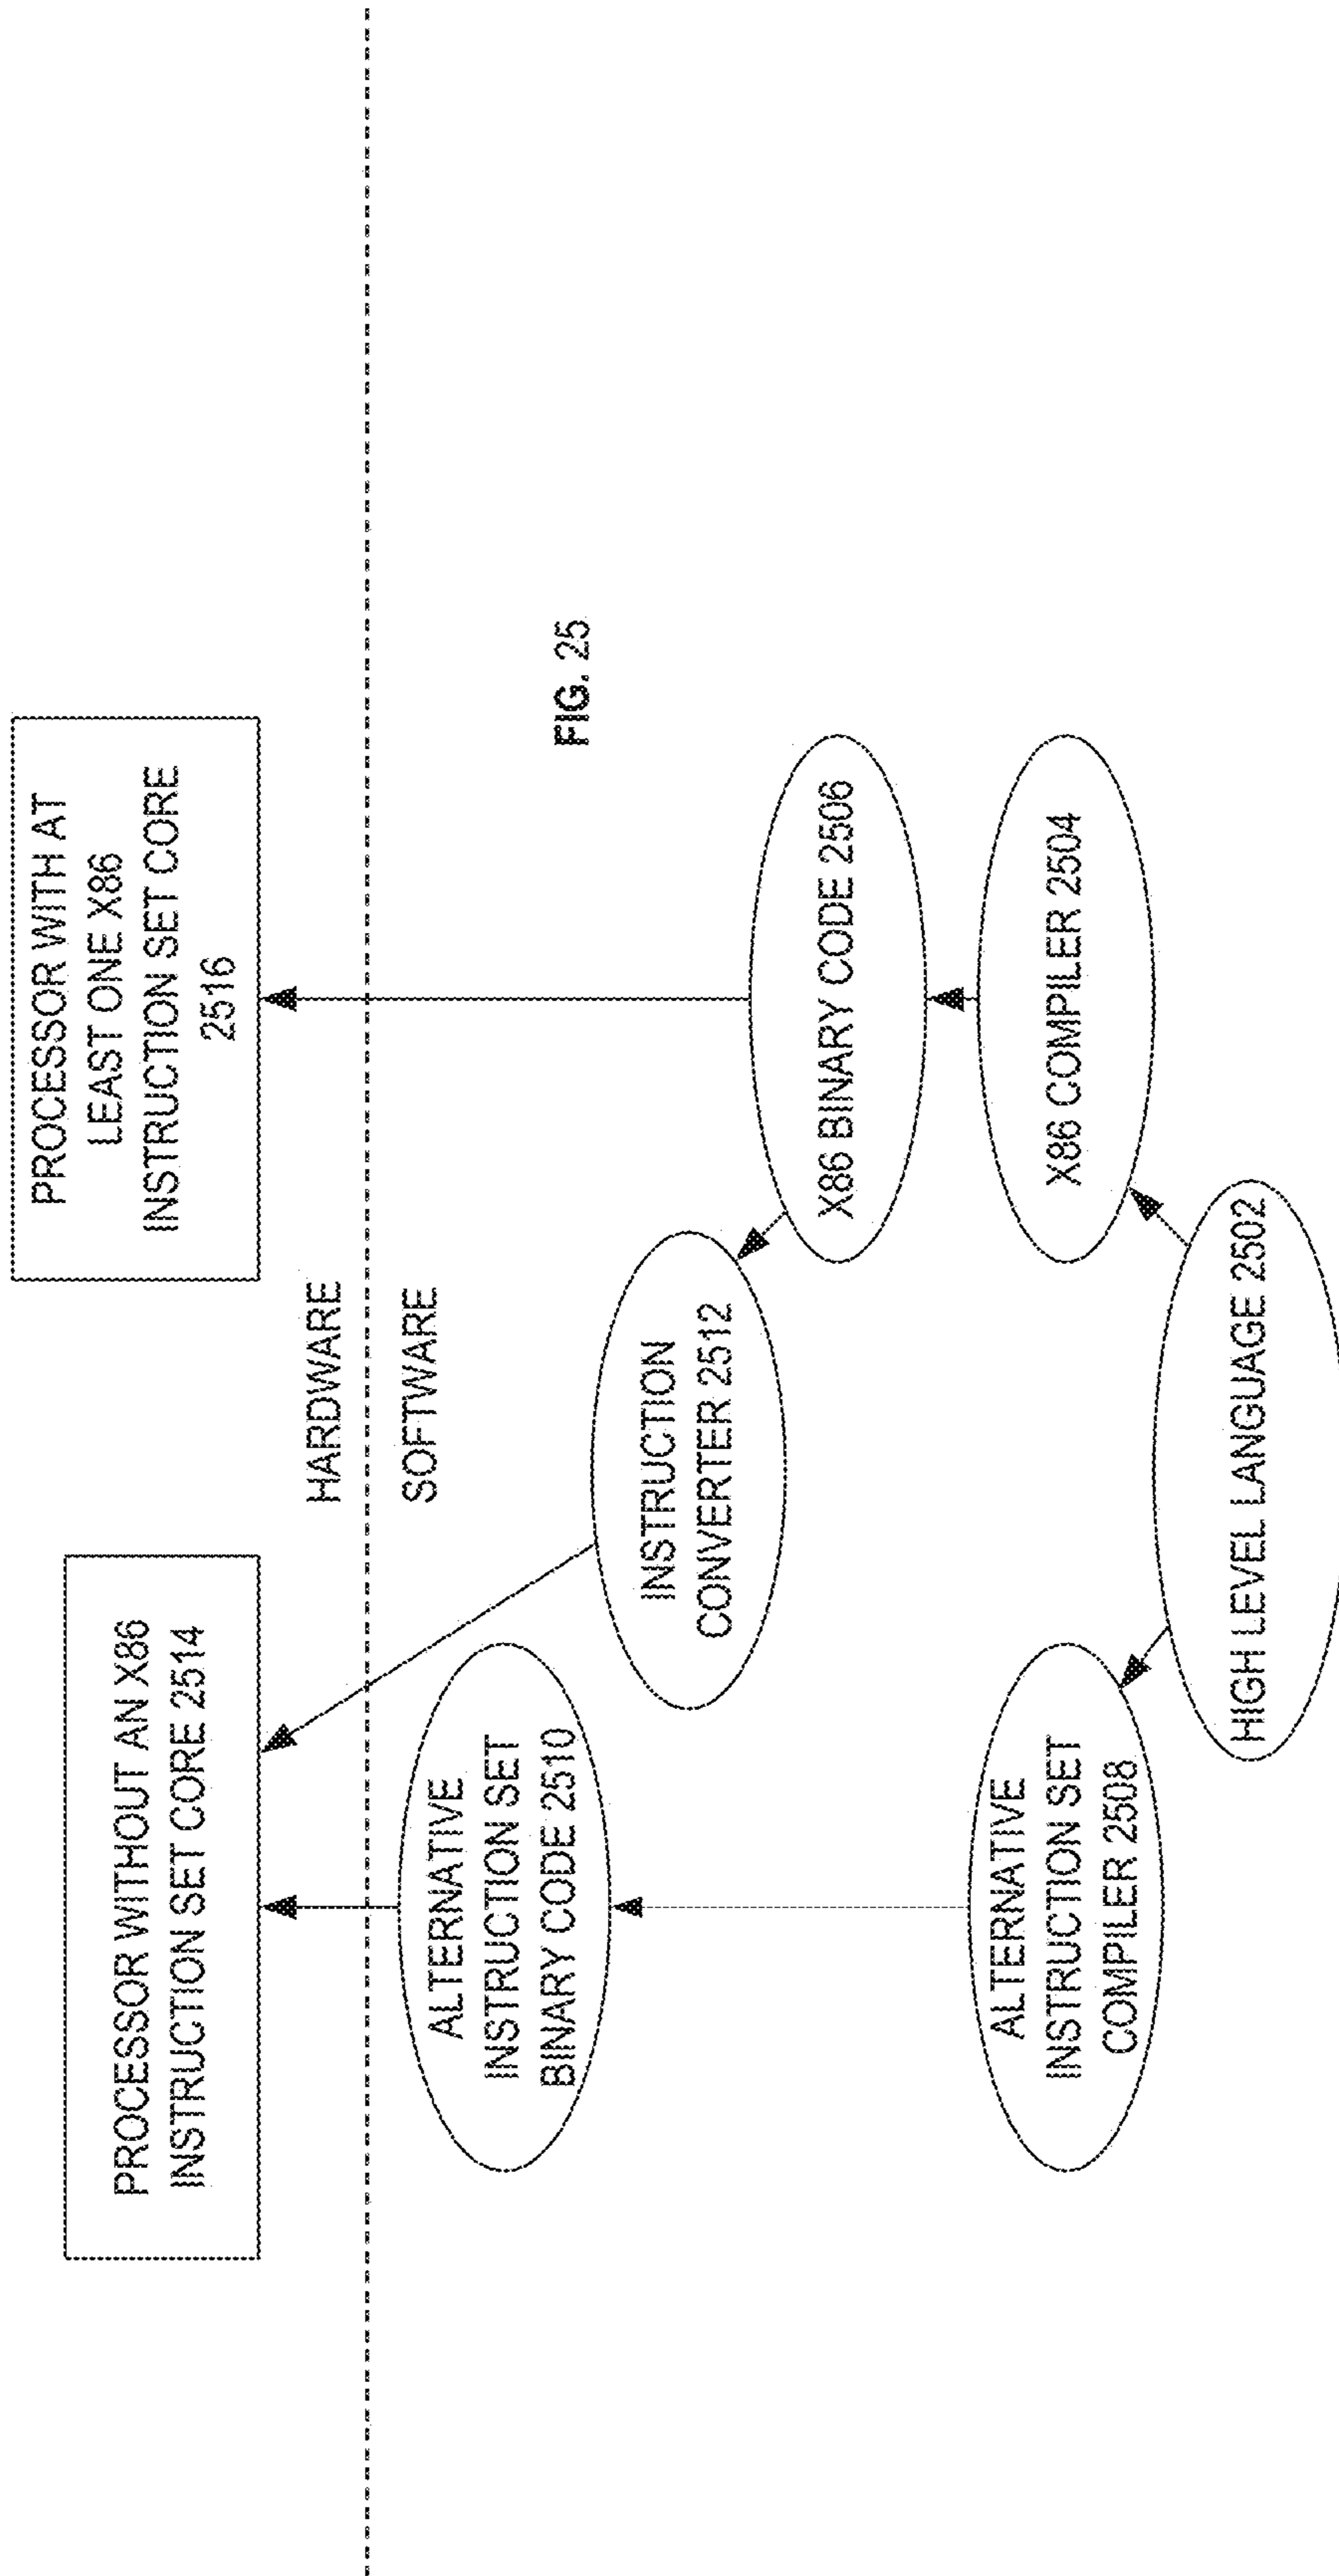 PROCESSOR WITHOUT AN X86
INSTRUCTION SET CORE 2514
PROCESSOR WITH AT
LEAST ONE X86
INSTRUCTION SET CORE
2516
HARDWARE
SOFTWARE
ALTERNATIVE
INSTRUCTION SET
BINARY CODE 2510
INSTRUCTION
CONVERTER 2512
FIG. 25
X86 BINARY CODE 2506
ALTERNATIVE
INSTRUCTION SET
COMPILER 2508
X86 COMPILER 2504
HIGH LEVEL LANGUAGE 2502